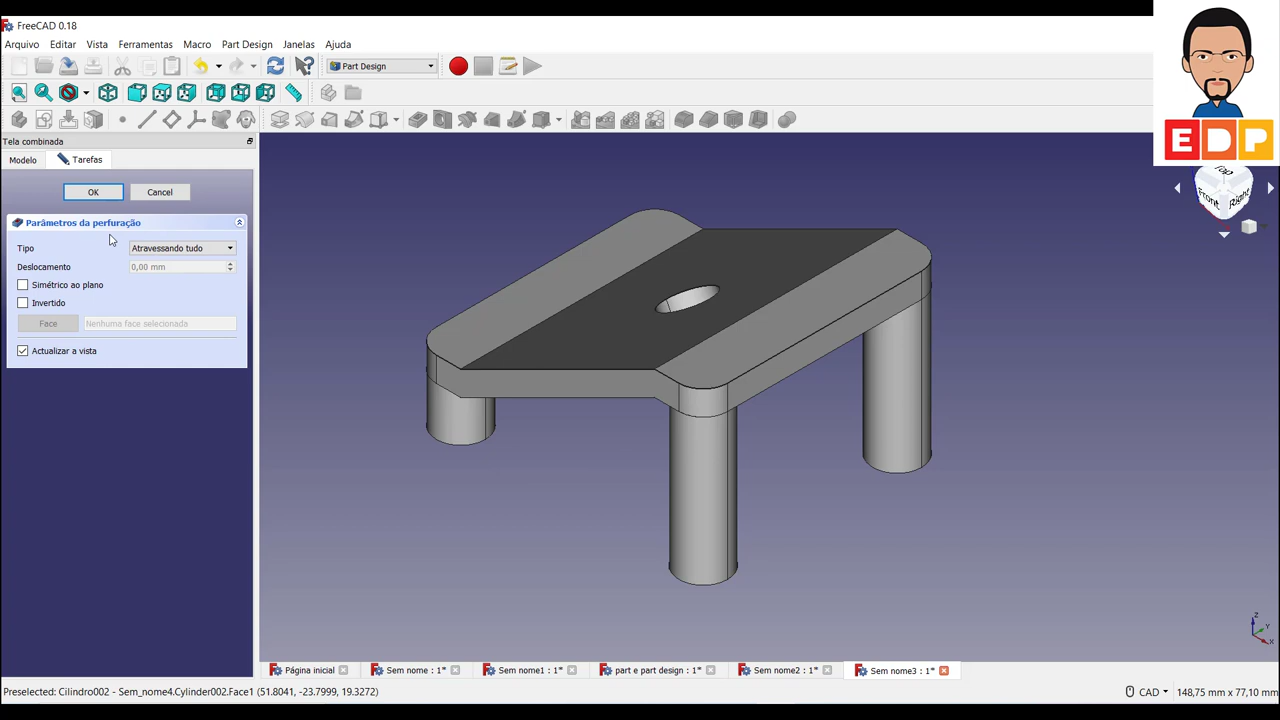 FreeCAD 0.18
Arquivo Editar Vista Ferramentas Macro Part Design Janelas Ajuda
Part Design
EDP
Tela combinada
Modelo Tarefas
OK Cancel
Parâmetros da perfuração
Tipo Atravessando tudo
Deslocamento 0,00 mm
Simétrico ao plano
Invertido
Face Nenhuma face selecionada
Actualizar a vista
Top
Front Right
Z
Y
X
Página inicial Sem nome : 1* Sem nome1 : 1* part e part design : 1* Sem nome2 : 1* Sem nome3 : 1*
Preselected: Cilindro002 - Sem_nome4.Cylinder002.Face1 (51.8041, -23.7999, 19.3272) CAD 148,75 mm x 77,10 mm